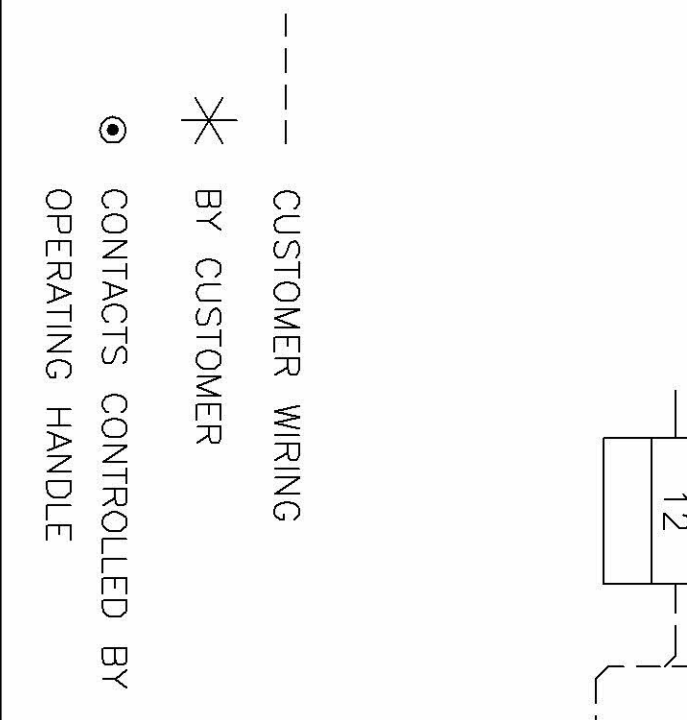 CUSTOMER WIRING
BY CUSTOMER
CONTACTS CONTROLLED BY
OPERATING HANDLE
12